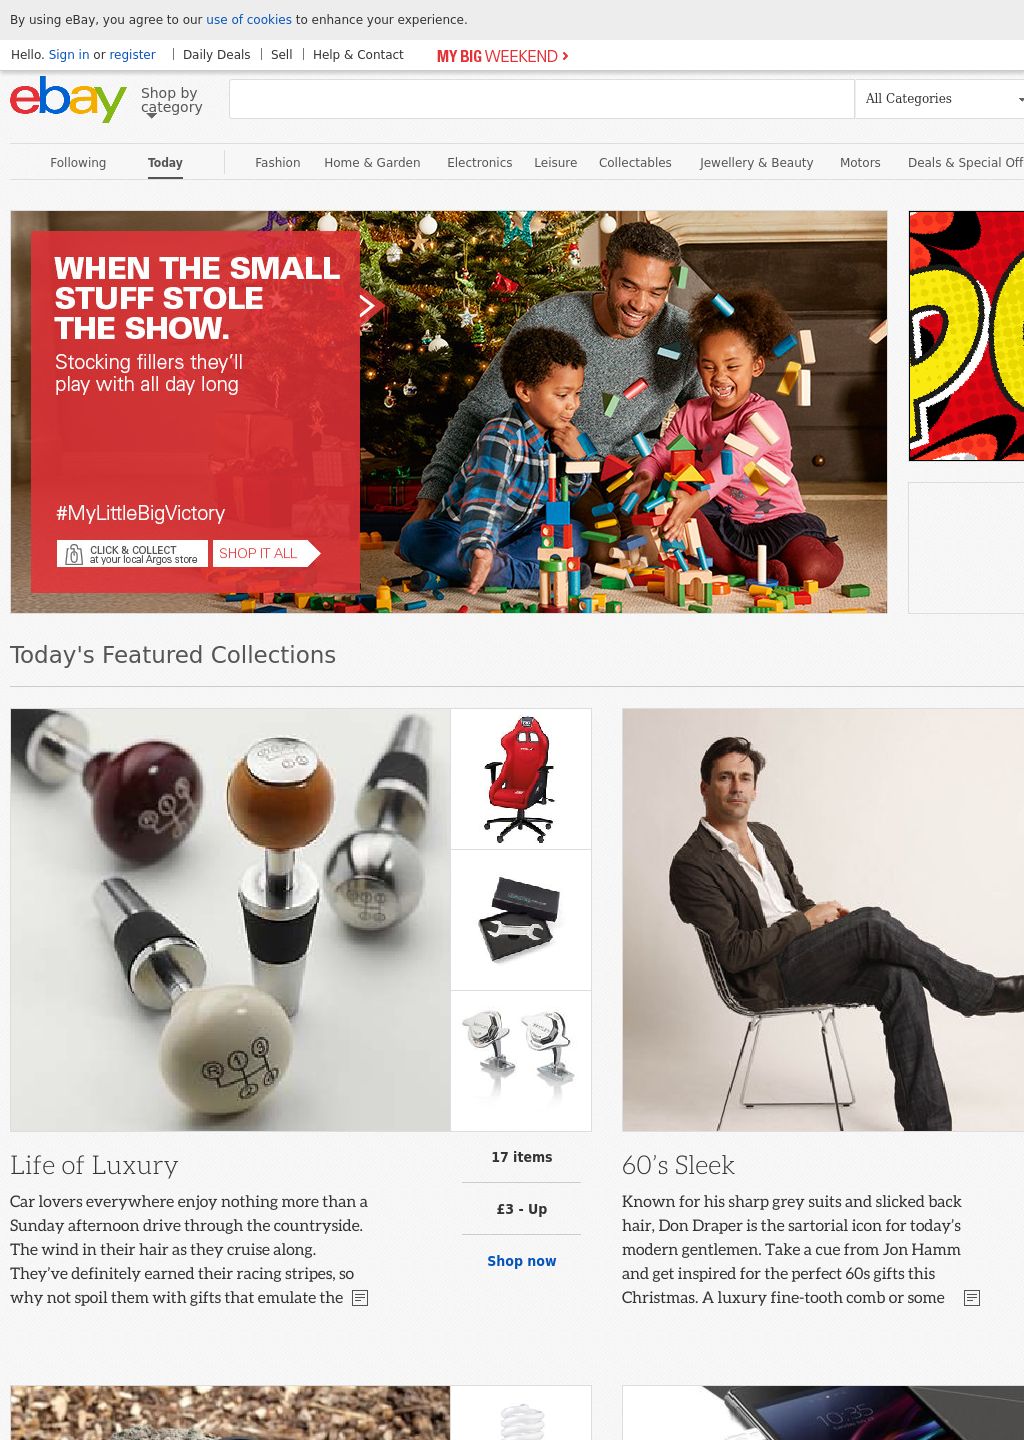 By using eBay, you agree to our use of cookies to enhance your experience.
Hello. Sign in or register
Daily Deals
Sell
Help & Contact
MY BIG WEEKEND
ebay
Shop by
category
All Categories
Following
Today
Fashion
Home & Garden
Electronics
Leisure
Collectables
Jewellery & Beauty
Motors
Deals & Special Off
WHEN THE SMALL
STUFF STOLE
THE SHOW.
Stocking fillers they'll
play with all day long
#MyLittleBigVictory
CLICK & COLLECT
at your local Argos store
SHOP IT ALL
Today's Featured Collections
R 1 3
Life of Luxury
Car lovers everywhere enjoy nothing more than a
Sunday afternoon drive through the countryside.
The wind in their hair as they cruise along.
They've definitely earned their racing stripes, so
why not spoil them with gifts that emulate the
17 items
£3 - Up
Shop now
60's Sleek
Known for his sharp grey suits and slicked back
hair, Don Draper is the sartorial icon for today's
modern gentlemen. Take a cue from Jon Hamm
and get inspired for the perfect 60s gifts this
Christmas. A luxury fine-tooth comb or some
10:35